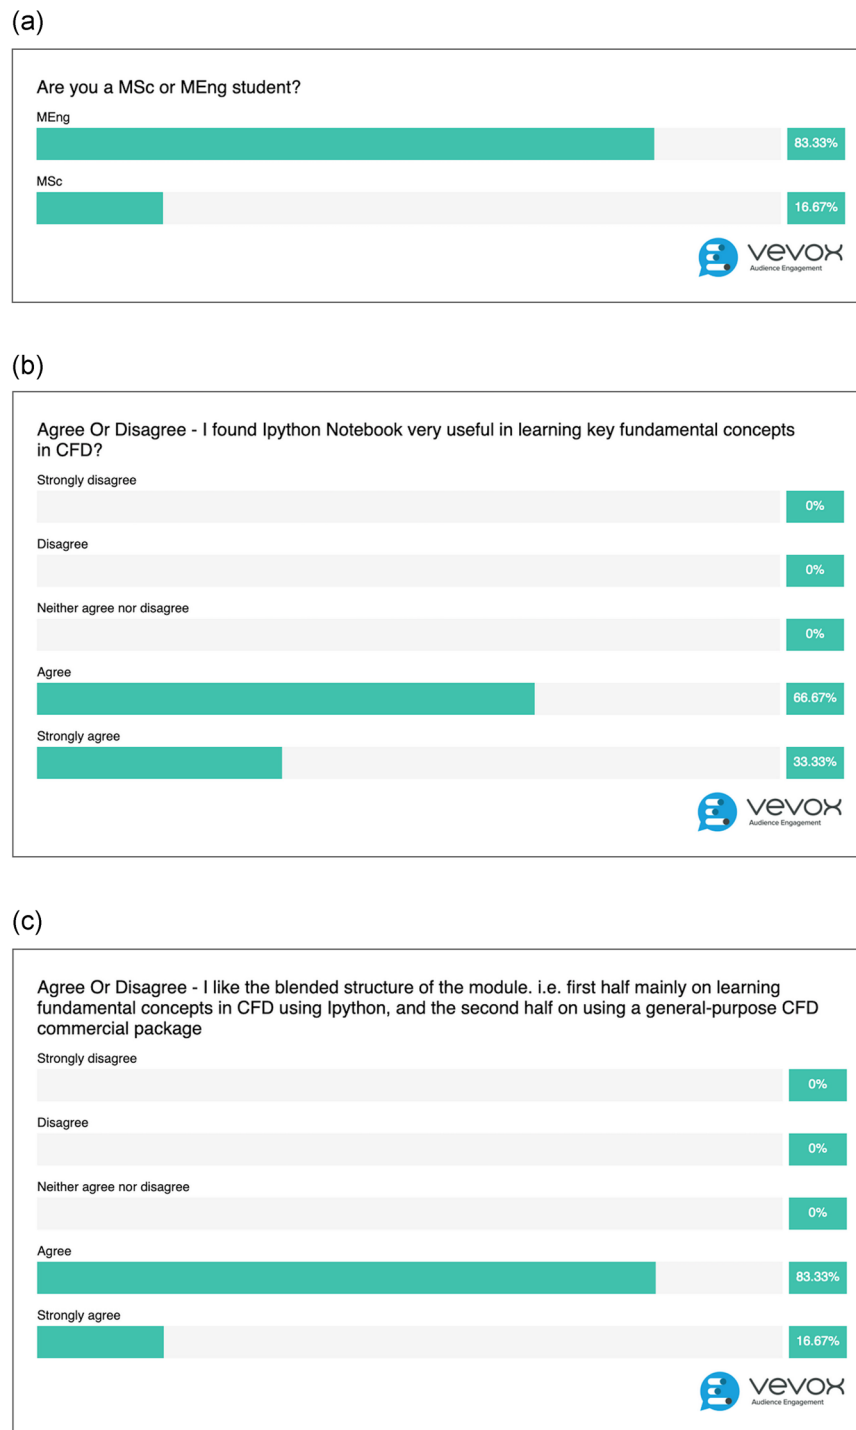 (a)
Are you a MSc or MEng student?
MEng
83.33%
MSc
16.67%
vevox
Audience Engagement
(b)
Agree Or Disagree - I found Ipython Notebook very useful in learning key fundamental concepts
in CFD?
Strongly disagree
0%
Disagree
0%
Neither agree nor disagree
0%
Agree
66.67%
Strongly agree
33.33%
vevox
Audience Engagement
(c)
Agree Or Disagree - I like the blended structure of the module. i.e. first half mainly on learning
fundamental concepts in CFD using Ipython, and the second half on using a general-purpose CFD
commercial package
Strongly disagree
0%
Disagree
0%
Neither agree nor disagree
0%
Agree
83.33%
Strongly agree
16.67%
vevox
Audience Engagement